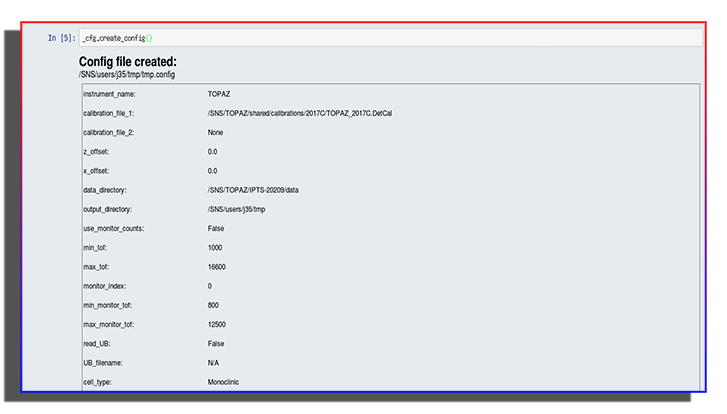 In [5]: _cfg.create_config()
Config file created:
/SNS/users/j35/tmp/tmp.config
instrument_name: TOPAZ
calibration_file_1: /SNS/TOPAZ/shared/calibrations/2017C/TOPAZ_2017C.DetCal
calibration_file_2: None
z_offset: 0.0
x_offset: 0.0
data_directory: /SNS/TOPAZ/IPTS-20209/data
output_directory: /SNS/users/j35/tmp
use_monitor_counts: False
min_tof: 1000
max_tof: 16600
monitor_index: 0
min_monitor_tof: 800
max_monitor_tof: 12500
read_UB: False
UB_filename: N/A
cell_type: Monoclinic